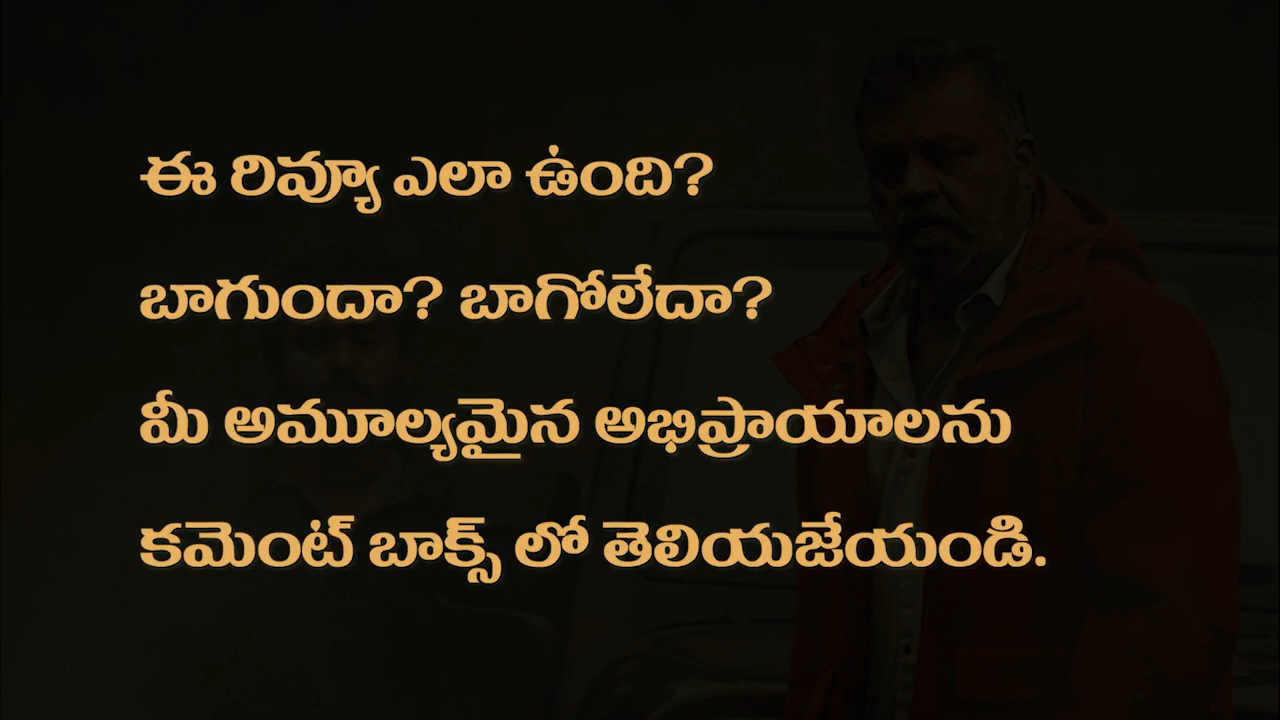 ఈ రివ్యూ ఎలా ఉంది?
బాగుందా? బాగోలేదా?
మీ అమూల్యమైన అభిప్రాయాలను
కమెంట్ బాక్స్ లో తెలియజేయండి.